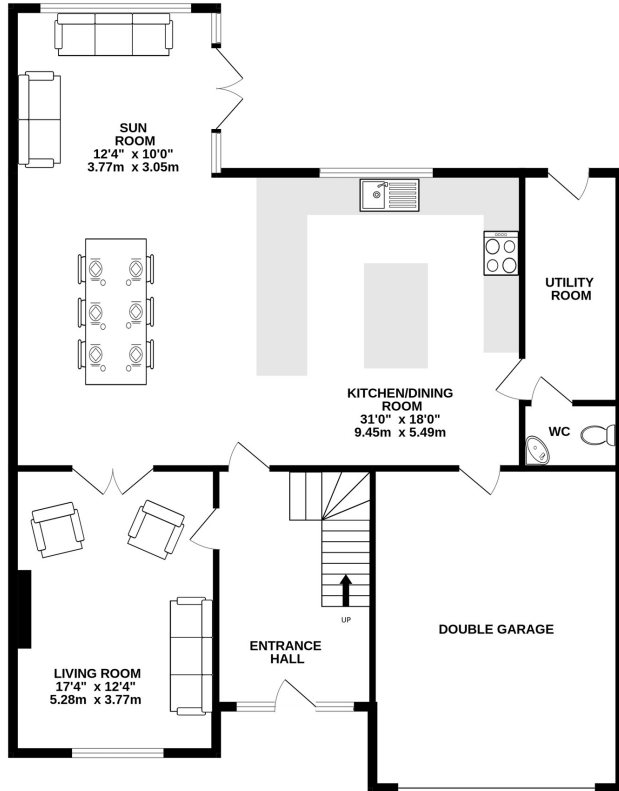 SUN
ROOM
12'4" x 10'0"
3.77m x 3.05m
UTILITY
ROOM
KITCHEN/DINING
ROOM
31'0" x 18'0"
9.45m x 5.49m
WC
UP
ENTRANCE
HALL
DOUBLE GARAGE
LIVING ROOM
17'4" x 12'4"
5.28m x 3.77m